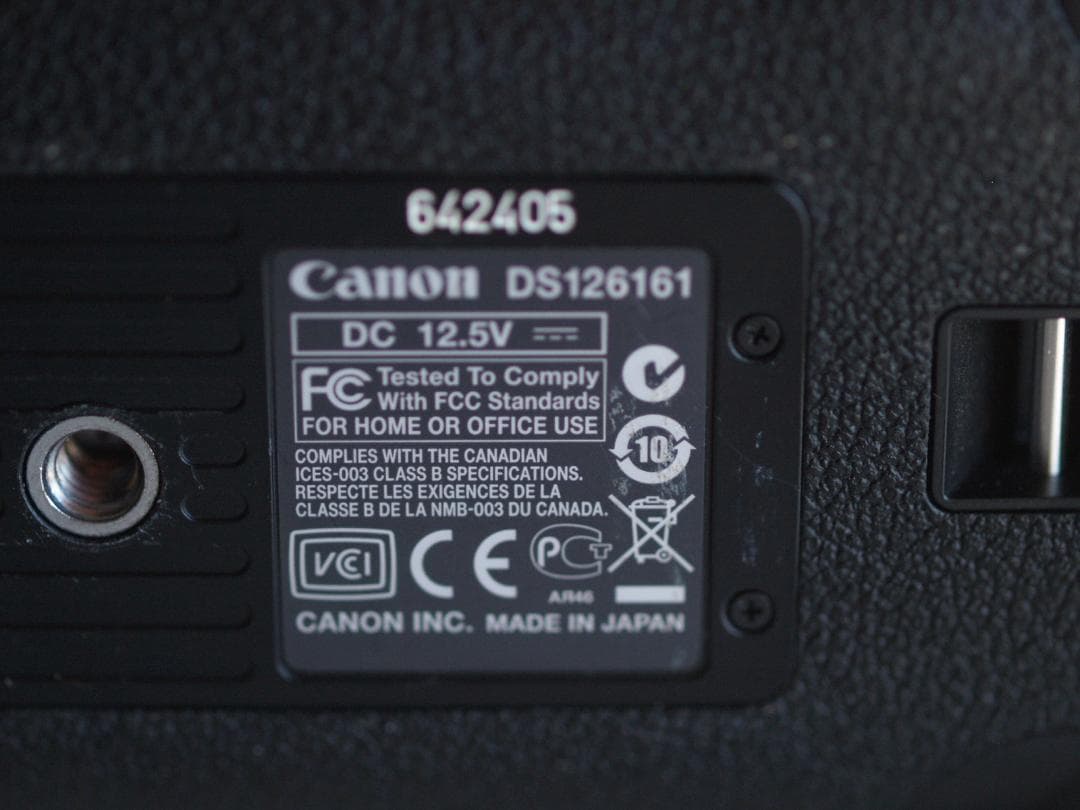 642405
Canon DS126161
DC 12.5V
FC Tested To Comply
With FCC Standards
FOR HOME OR OFFICE USE
10
COMPLIES WITH THE CANADIAN
ICES-003 CLASS B SPECIFICATIONS.
RESPECTE LES EXIGENCES DE LA
CLASSE B DE LA NMB-003 DU CANADA.
VCI CE PCT
AR46
CANON INC. MADE IN JAPAN